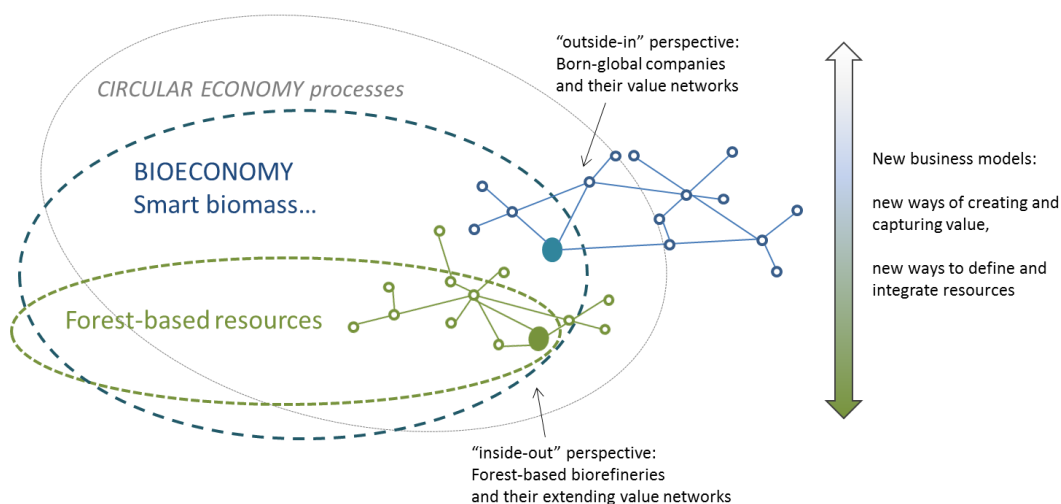 “outside-in” perspective:
Born-global companies
and their value networks
CIRCULAR ECONOMY processes
BIOECONOMY
Smart biomass…
New business models:
new ways of creating and
capturing value,
new ways to define and
integrate resources
Forest-based resources
“inside-out” perspective:
Forest-based biorefineries
and their extending value networks